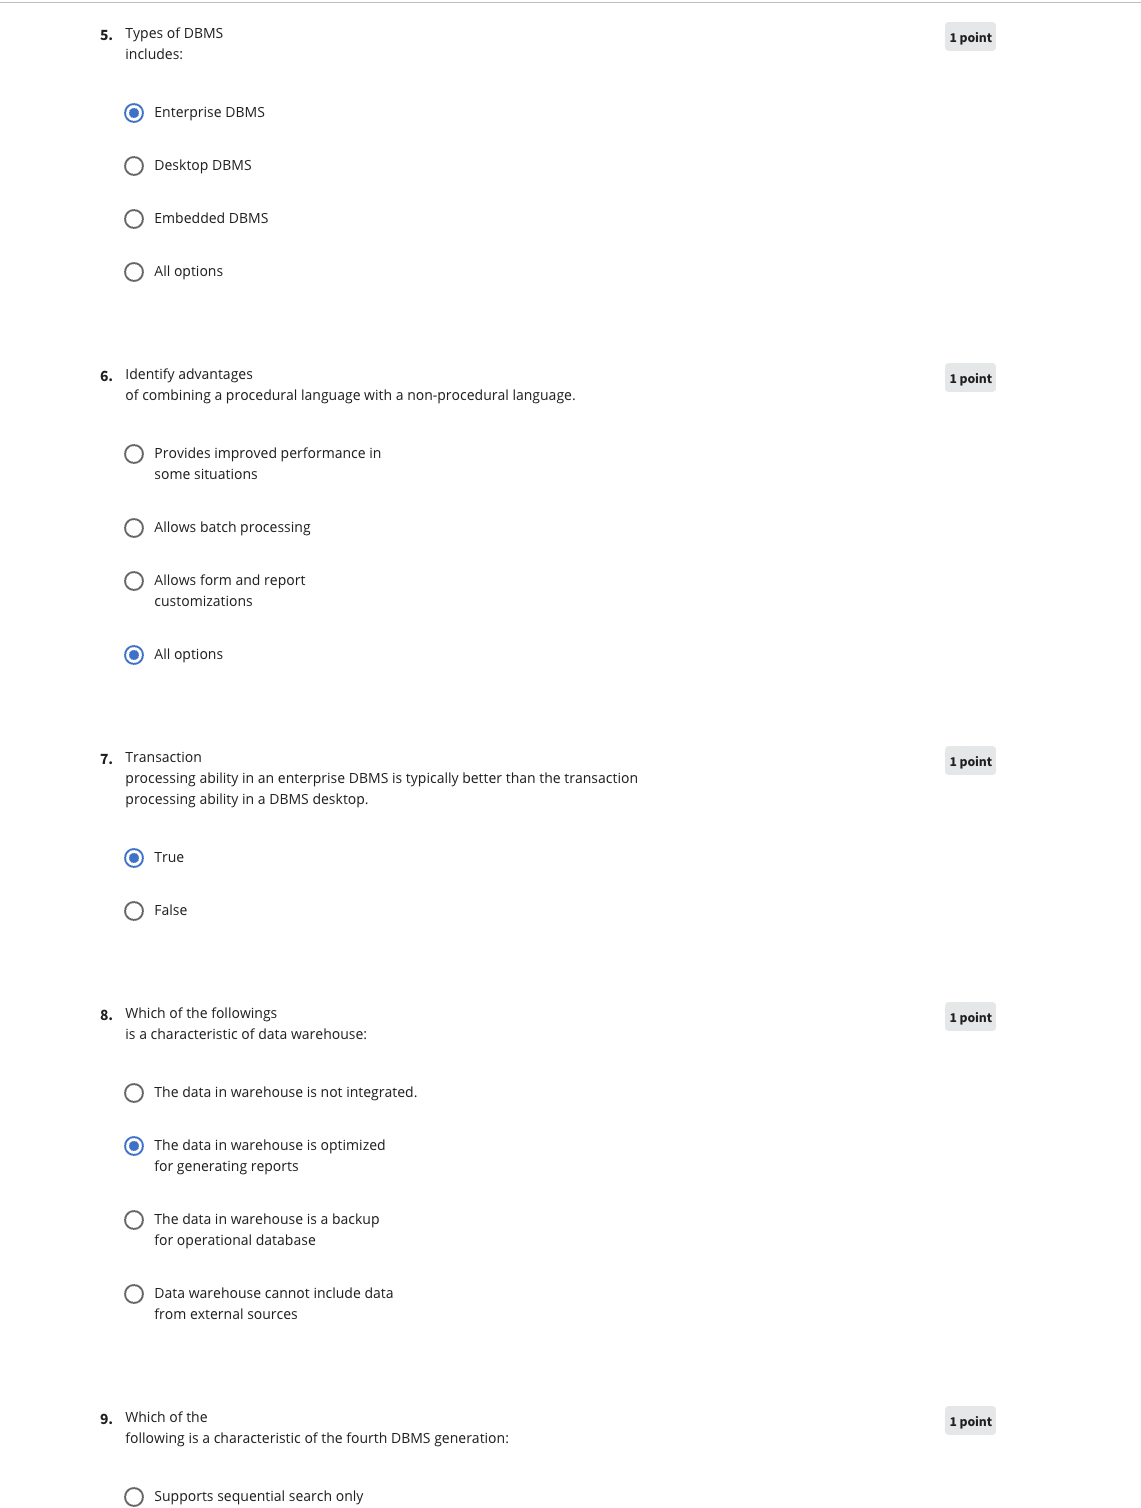 5. Types of DBMS
includes:
1 point
Enterprise DBMS
Desktop DBMS
Embedded DBMS
All options
6. Identify advantages
of combining a procedural language with a non-procedural language.
1 point
Provides improved performance in
some situations
Allows batch processing
Allows form and report
customizations
All options
7. Transaction
processing ability in an enterprise DBMS is typically better than the transaction
processing ability in a DBMS desktop.
1 point
True
False
8. Which of the followings
is a characteristic of data warehouse:
1 point
The data in warehouse is not integrated.
The data in warehouse is optimized
for generating reports
The data in warehouse is a backup
for operational database
Data warehouse cannot include data
from external sources
9. Which of the
following is a characteristic of the fourth DBMS generation:
1 point
Supports sequential search only